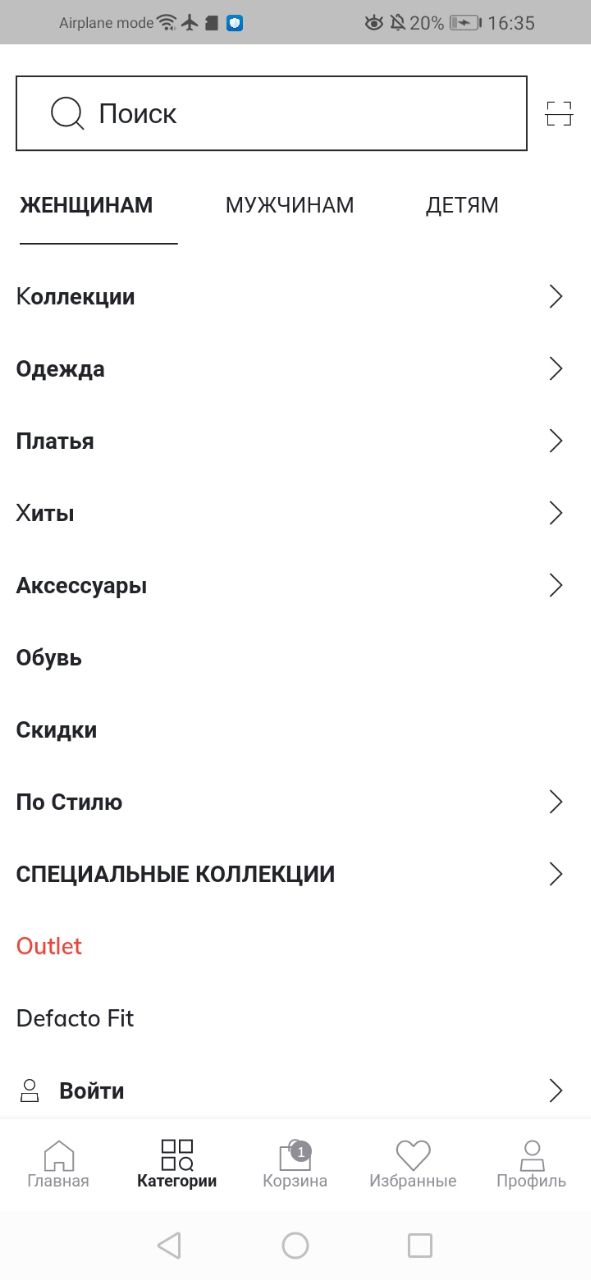 Airplane mode 20% 16:35
Поиск
ЖЕНЩИНАМ МУЖЧИНАМ ДЕТЯМ
Коллекции
Одежда
Платья
Хиты
Аксессуары
Обувь
Скидки
По Стилю
СПЕЦИАЛЬНЫЕ КОЛЛЕКЦИИ
Outlet
Defacto Fit
Войти
1
Главная Категории Корзина Избранные Профиль